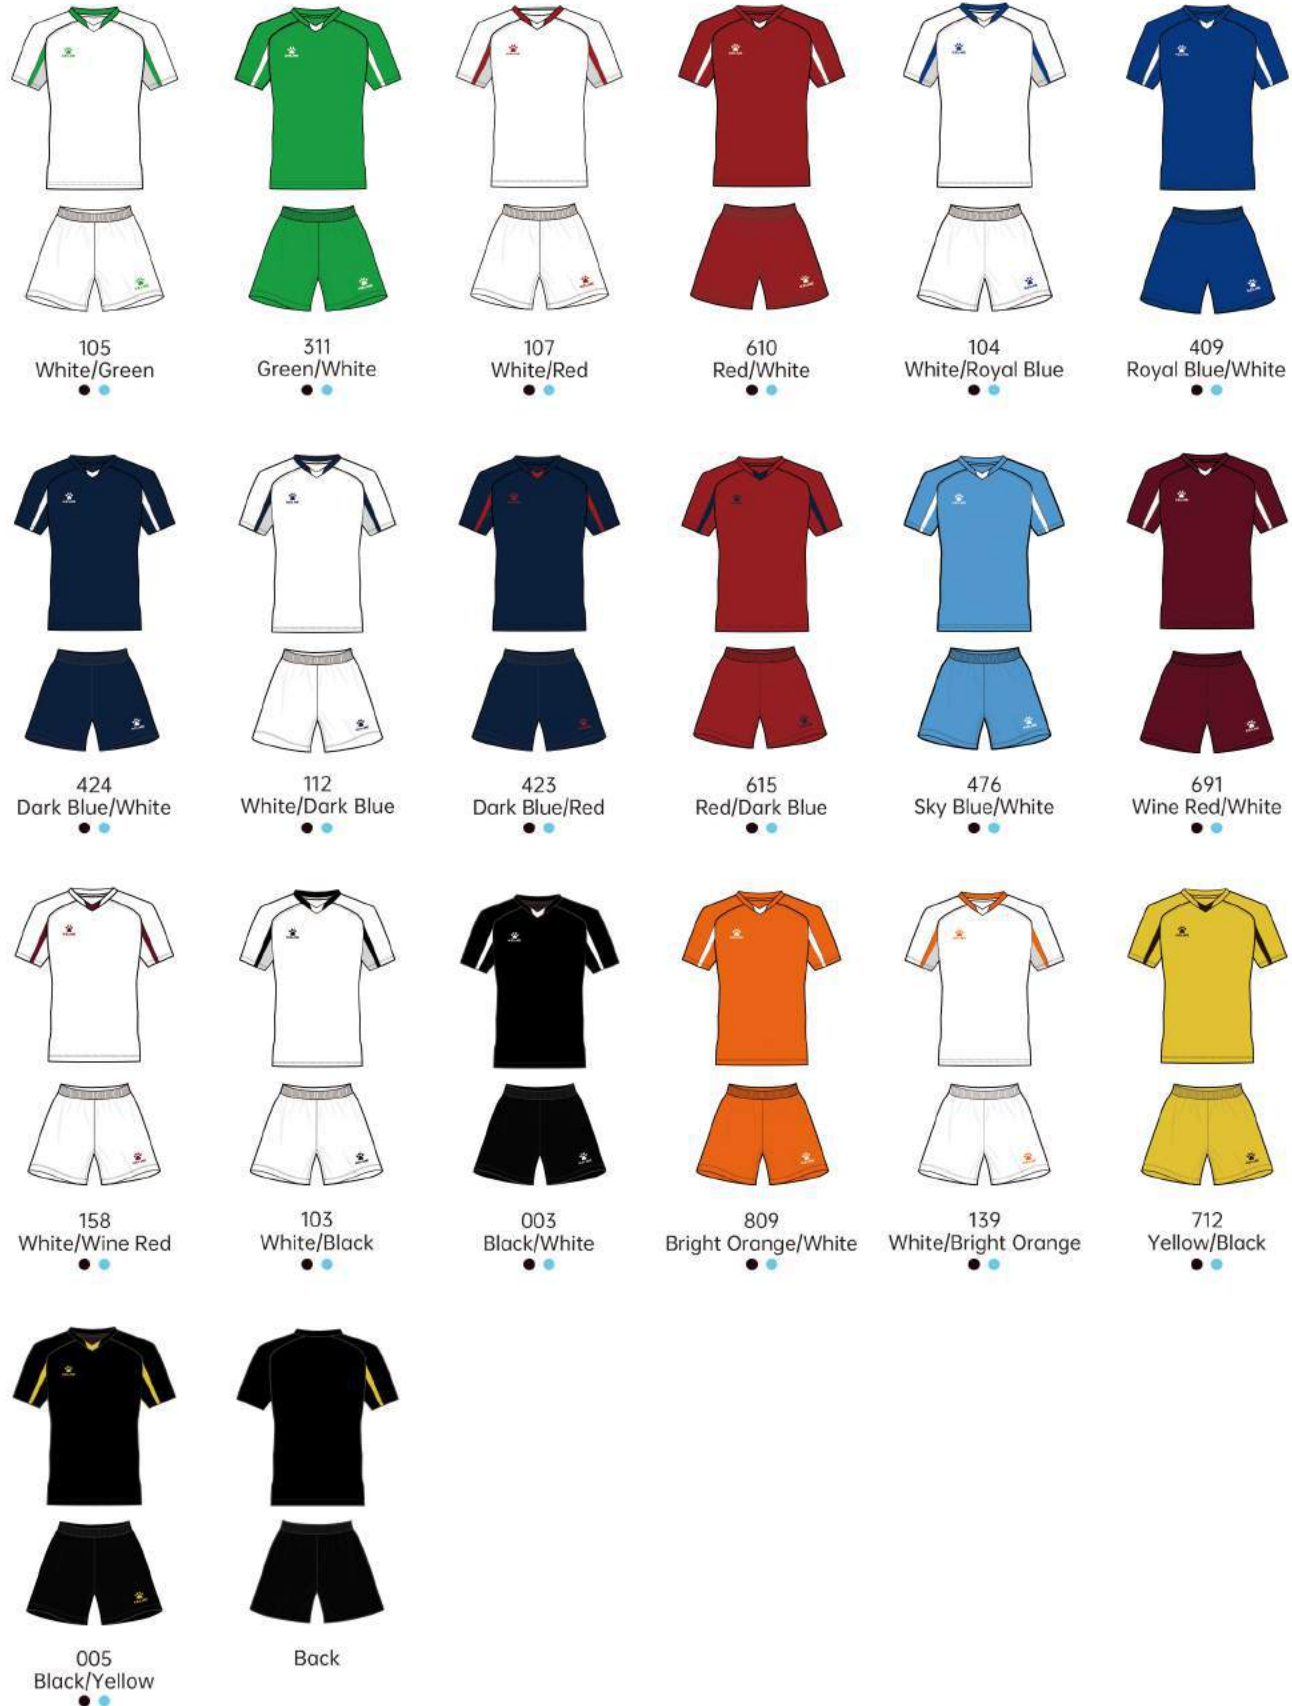 105
White/Green
311
Green/White
107
White/Red
610
Red/White
104
White/Royal Blue
409
Royal Blue/White
424
Dark Blue/White
112
White/Dark Blue
423
Dark Blue/Red
615
Red/Dark Blue
476
Sky Blue/White
691
Wine Red/White
158
White/Wine Red
103
White/Black
003
Black/White
809
Bright Orange/White
139
White/Bright Orange
712
Yellow/Black
005
Black/Yellow
Back